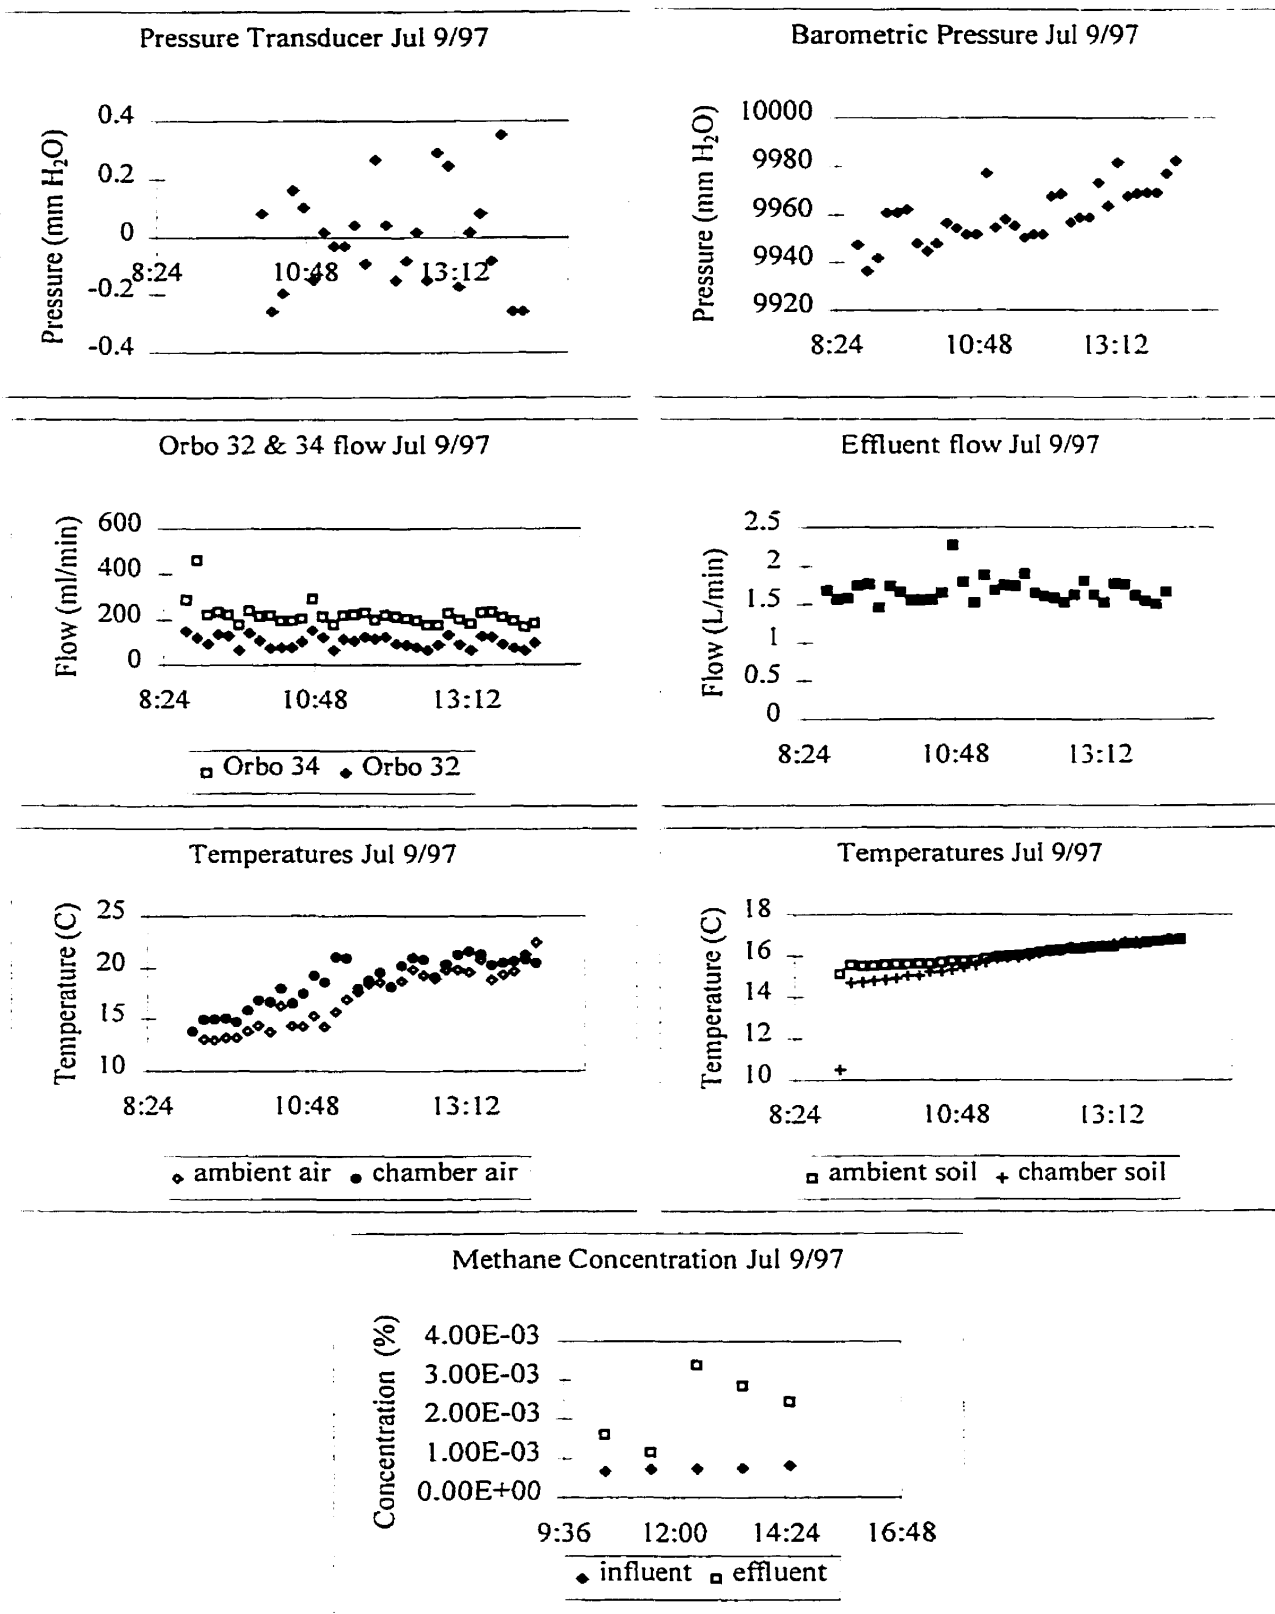 Pressure Transducer Jul 9/97
Pressure (mm H₂O)
0.4
0.2
0
-0.2
-0.4
8:24
10:48
13:12
Barometric Pressure Jul 9/97
Pressure (mm H₂O)
10000
9980
9960
9940
9920
8:24
10:48
13:12
Orbo 32 & 34 flow Jul 9/97
Flow (ml/min)
600
400
200
0
8:24
10:48
13:12
Orbo 34
Orbo 32
Effluent flow Jul 9/97
Flow (L/min)
2.5
2
1.5
1
0.5
0
8:24
10:48
13:12
Temperatures Jul 9/97
Temperature (C)
25
20
15
10
8:24
10:48
13:12
ambient air
chamber air
Temperatures Jul 9/97
Temperature (C)
18
16
14
12
10
8:24
10:48
13:12
ambient soil
chamber soil
Methane Concentration Jul 9/97
Concentration (%)
4.00E-03
3.00E-03
2.00E-03
1.00E-03
0.00E+00
9:36
12:00
14:24
16:48
influent
effluent